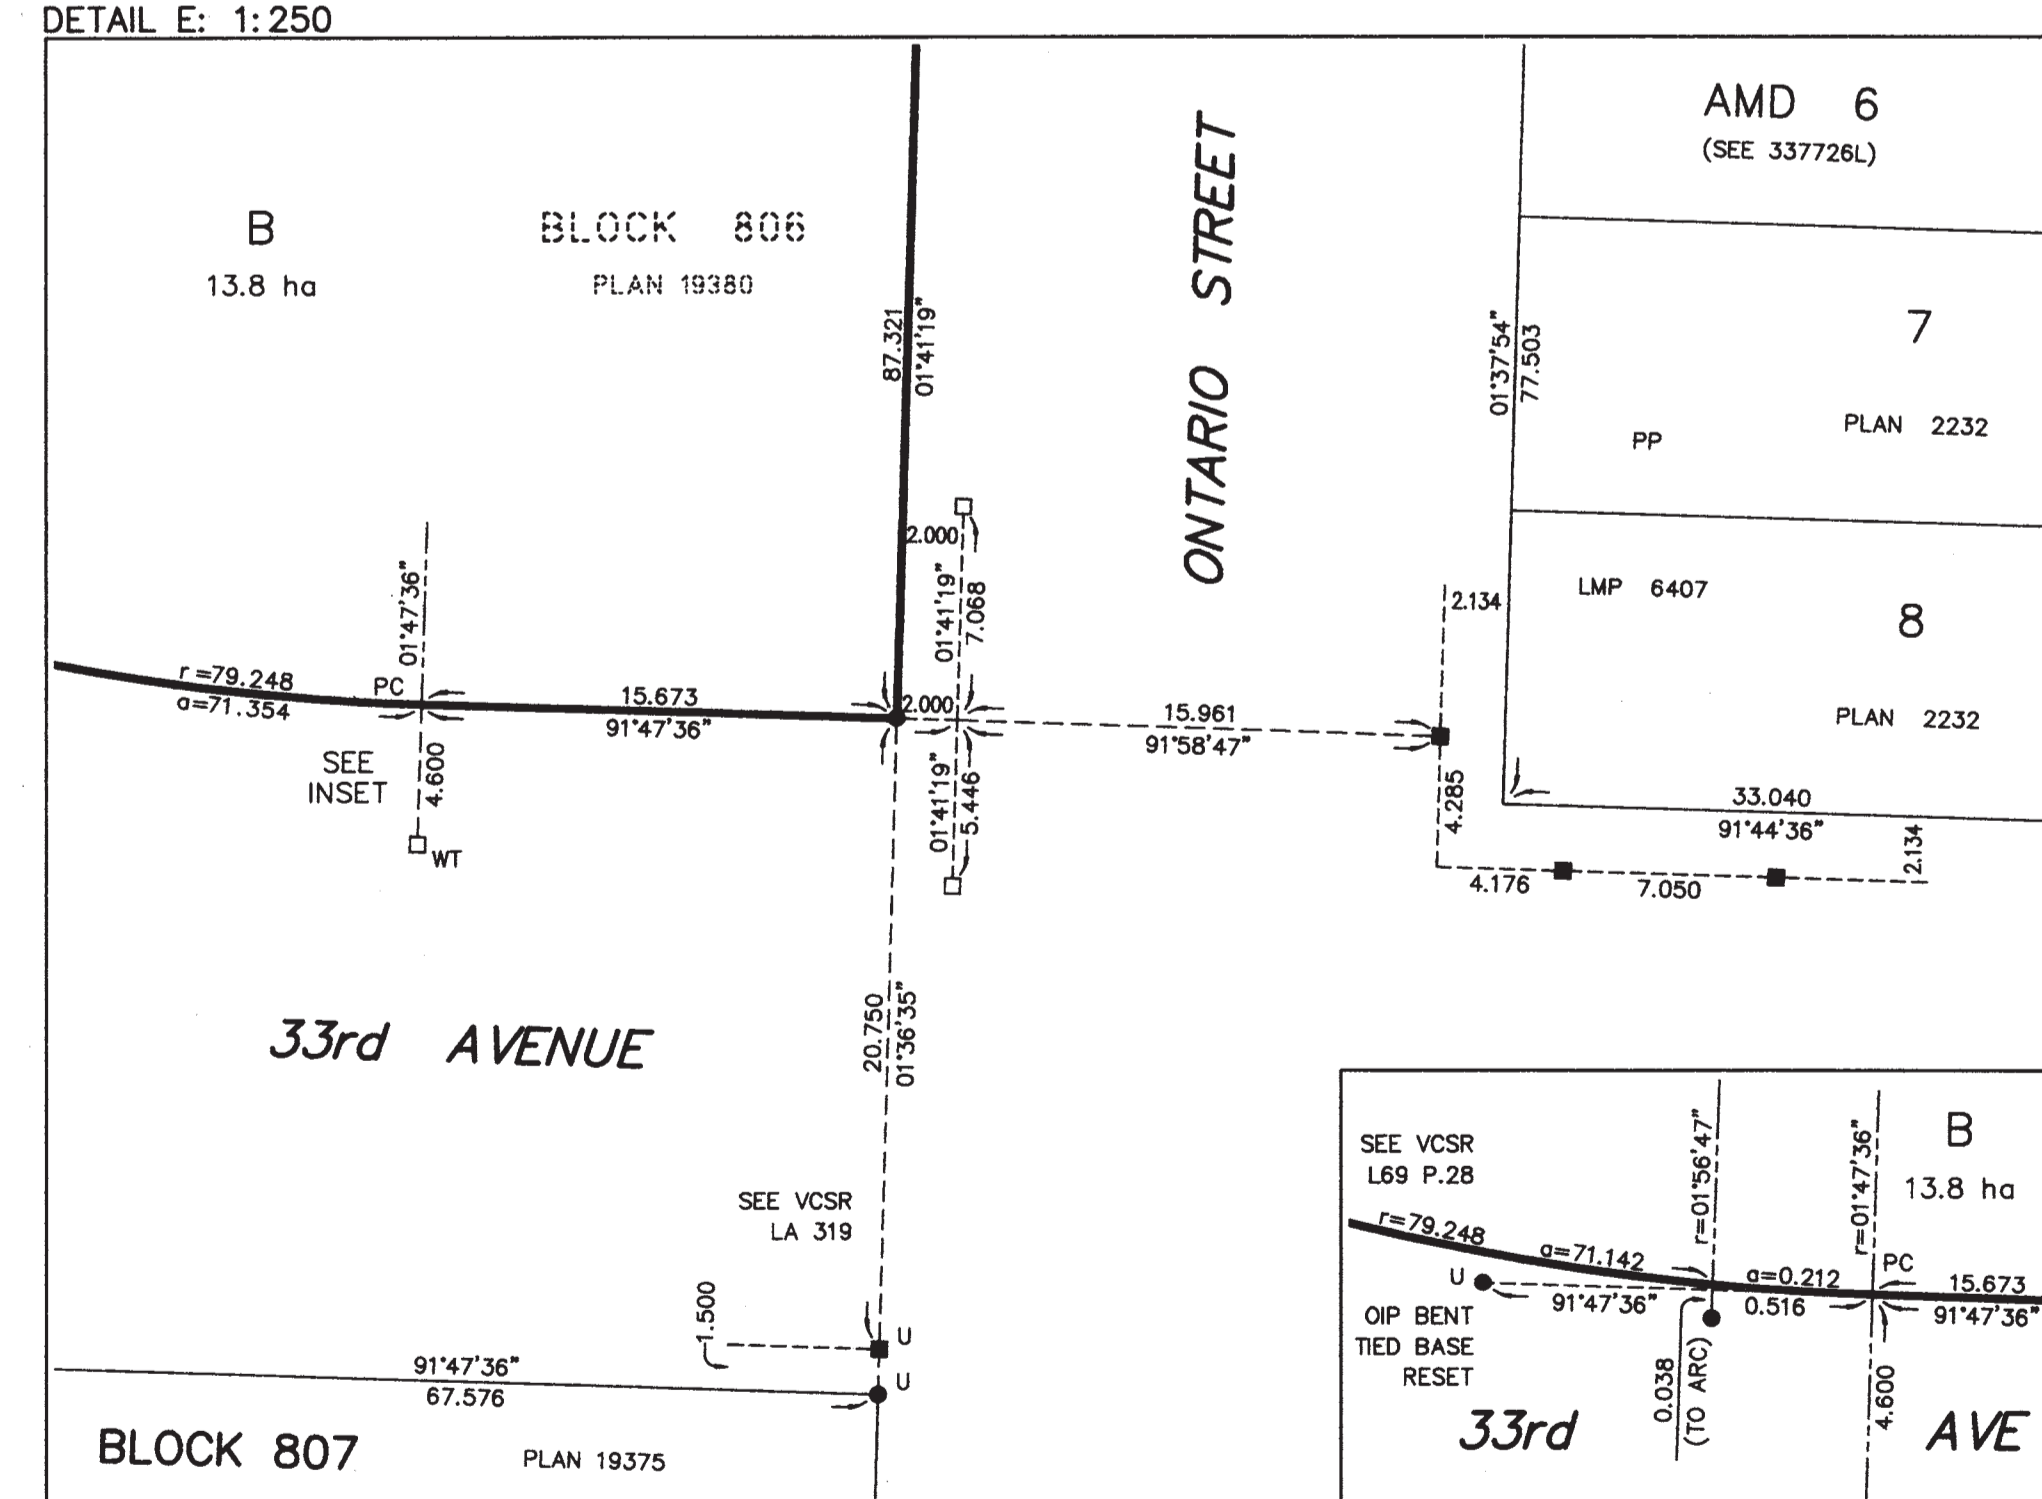 DETAIL E: 1:250
AMD 6
(SEE 337726L)
B
13.8 ha
BLOCK 806
PLAN 19380
87.321
01°41'19"
ONTARIO STREET
01°37'54"
77.503
7
PLAN 2232
PP
2.000
01°41'19"
7.068
01°47'36"
2.134
LMP 6407
8
PLAN 2232
r=79.248
a=71.354
PC
15.673
91°47'36"
2.000
15.961
91°58'47"
SEE
INSET
4.600
WT
01°41'19"
5.446
4.285
33.040
91°44'36"
2.134
4.176
7.050
33rd AVENUE
20.750
01°36'35"
SEE VCSR
LA 319
1.500
U
U
91°47'36"
67.576
BLOCK 807
PLAN 19375
SEE VCSR
L69 P.28
r=01°56'47"
r=01°47'36"
B
13.8 ha
r=79.248
a=71.142
a=0.212
PC
15.673
91°47'36"
U
91°47'36"
0.516
OIP BENT
TIED BASE
RESET
0.038
(TO ARC)
4.600
33rd AVE